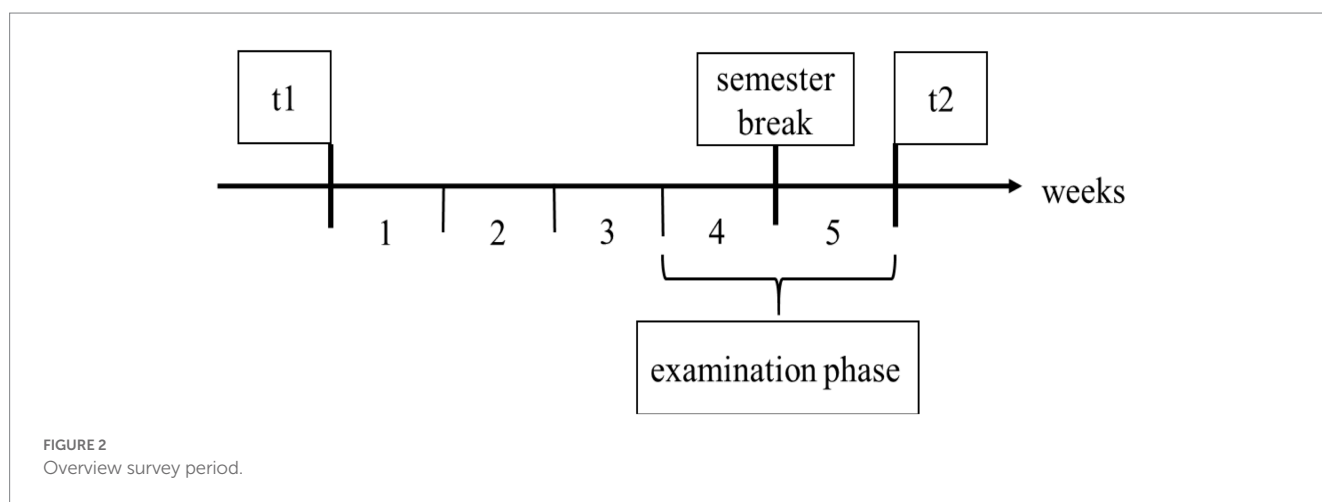 t1
semester
break
t2
weeks
1 2 3 4 5
examination phase
FIGURE 2
Overview survey period.